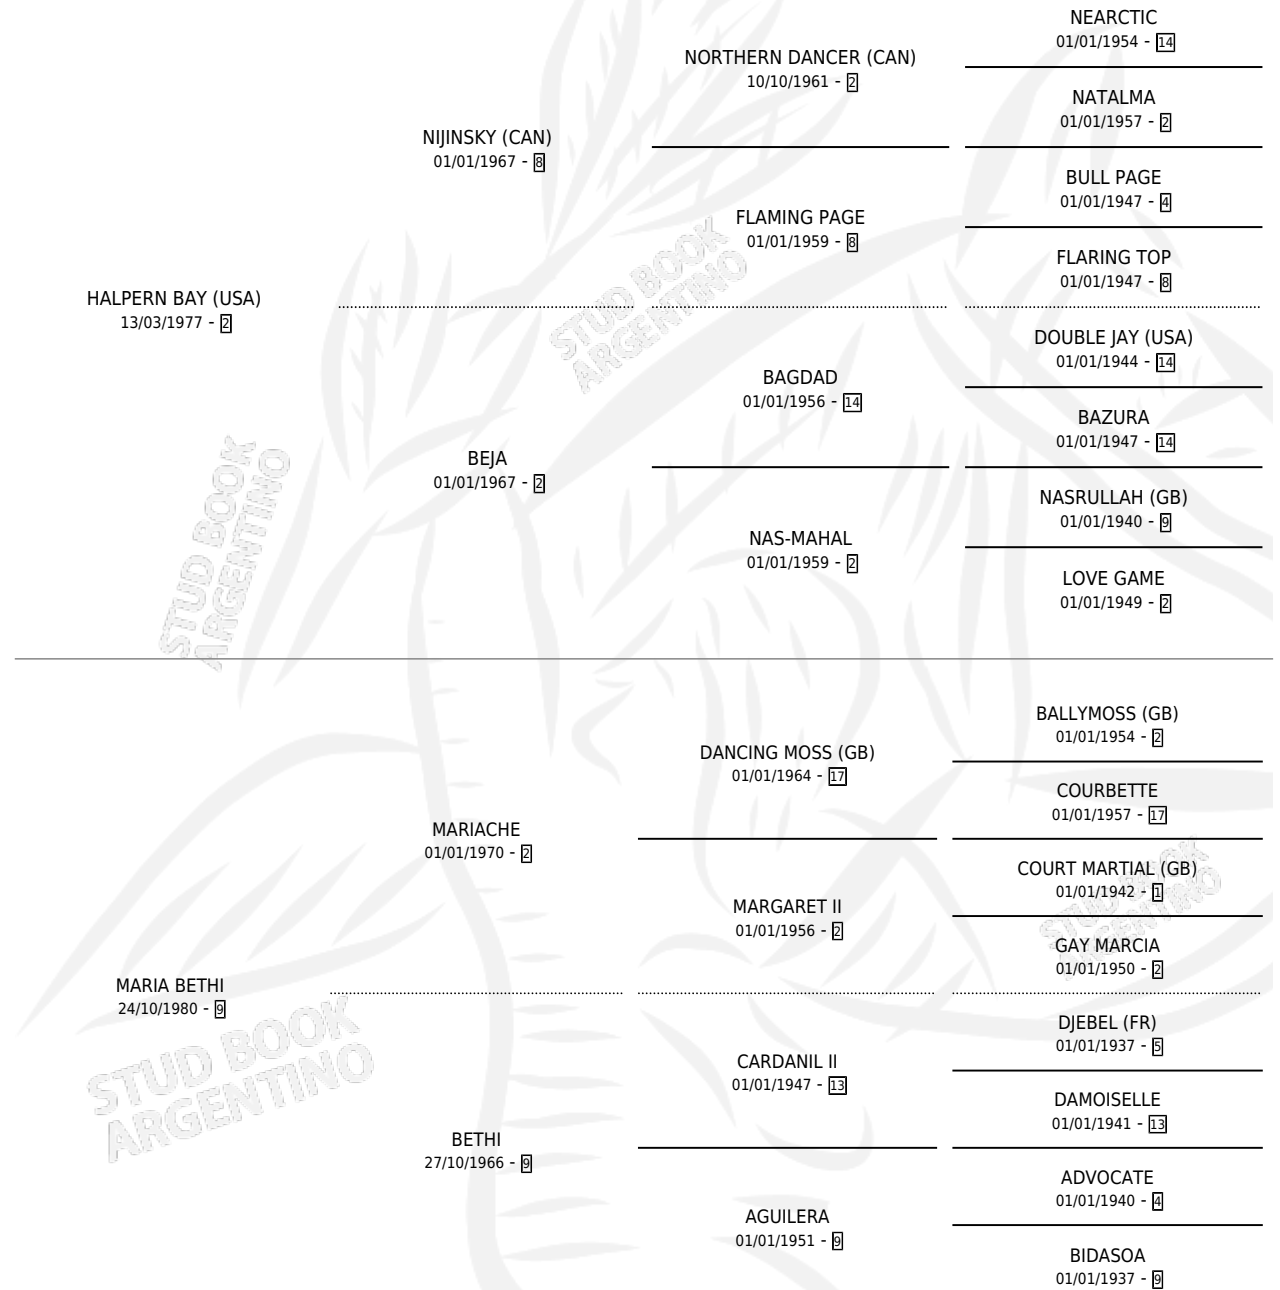 NEARCTIC
01/01/1954 - 14
NORTHERN DANCER (CAN)
10/10/1961 - 2
NATALMA
01/01/1957 - 2
NIJINSKY (CAN)
01/01/1967 - 8
BULL PAGE
01/01/1947 - 4
FLAMING PAGE
01/01/1959 - 8
FLARING TOP
01/01/1947 - 8
HALPERN BAY (USA)
13/03/1977 - 2
DOUBLE JAY (USA)
01/01/1944 - 14
BAGDAD
01/01/1956 - 14
BAZURA
01/01/1947 - 14
BEJA
01/01/1967 - 2
NASRULLAH (GB)
01/01/1940 - 9
NAS-MAHAL
01/01/1959 - 2
LOVE GAME
01/01/1949 - 2
BALLYMOSS (GB)
01/01/1954 - 2
DANCING MOSS (GB)
01/01/1964 - 17
COURBETTE
01/01/1957 - 17
MARIACHE
01/01/1970 - 2
COURT MARTIAL (GB)
01/01/1942 - 1
MARGARET II
01/01/1956 - 2
GAY MARCIA
01/01/1950 - 2
MARIA BETHI
24/10/1980 - 9
DJEBEL (FR)
01/01/1937 - 5
CARDANIL II
01/01/1947 - 13
DAMOISELLE
01/01/1941 - 13
BETHI
27/10/1966 - 9
ADVOCATE
01/01/1940 - 4
AGUILERA
01/01/1951 - 9
BIDASOA
01/01/1937 - 9
STUD BOOK
ARGENTINO
STUD BOOK
ARGENTINO
STUD BOOK
ARGENTINO
STUD BOOK
ARGENTINO